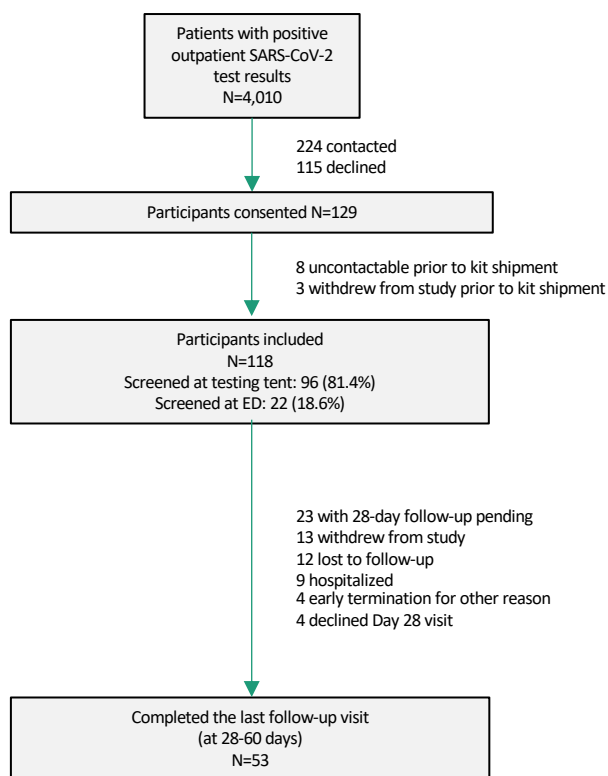 Patients with positive
outpatient SARS-CoV-2
test results
N=4,010
224 contacted
115 declined
Participants consented N=129
8 uncontactable prior to kit shipment
3 withdrew from study prior to kit shipment
Participants included
N=118
Screened at testing tent: 96 (81.4%)
Screened at ED: 22 (18.6%)
23 with 28-day follow-up pending
13 withdrew from study
12 lost to follow-up
9 hospitalized
4 early termination for other reason
4 declined Day 28 visit
Completed the last follow-up visit
(at 28-60 days)
N=53